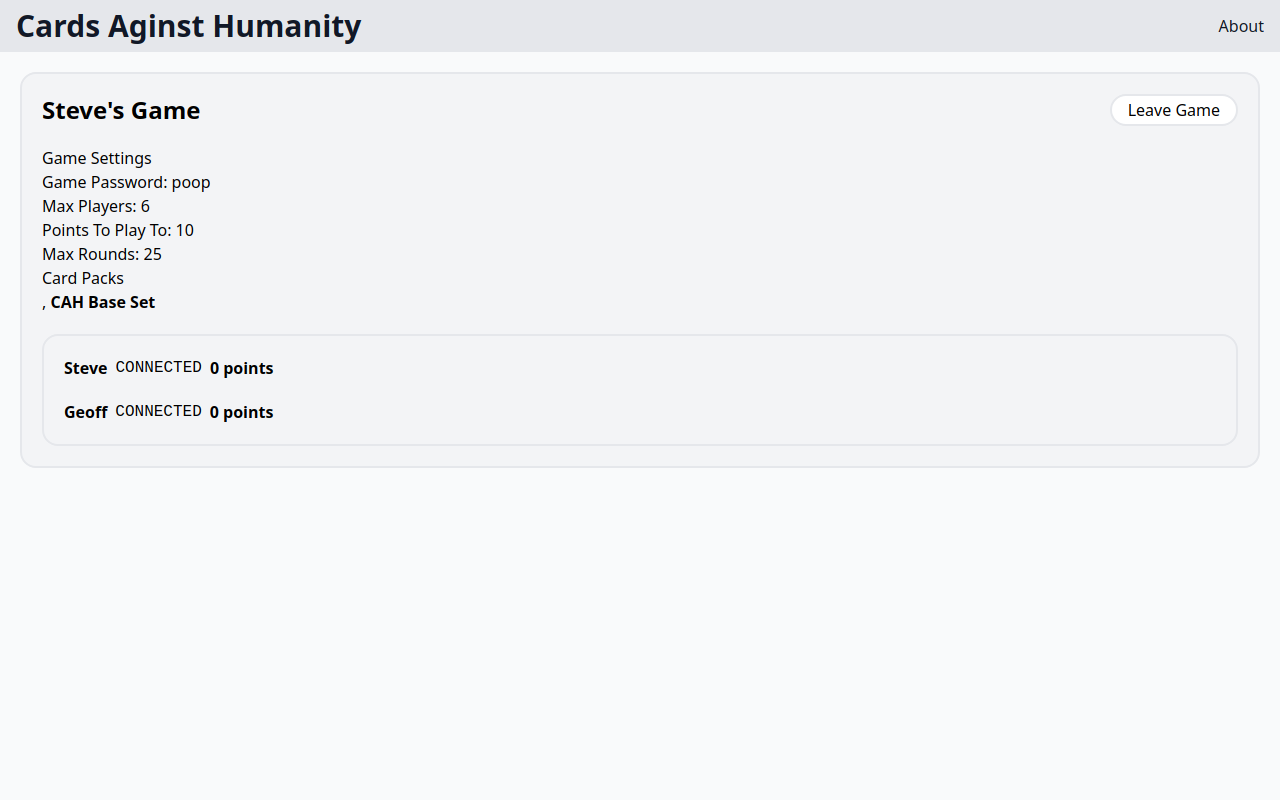 Cards Aginst Humanity
About
Steve's Game
Leave Game
Game Settings
Game Password: poop
Max Players: 6
Points To Play To: 10
Max Rounds: 25
Card Packs
, CAH Base Set
Steve CONNECTED 0 points
Geoff CONNECTED 0 points